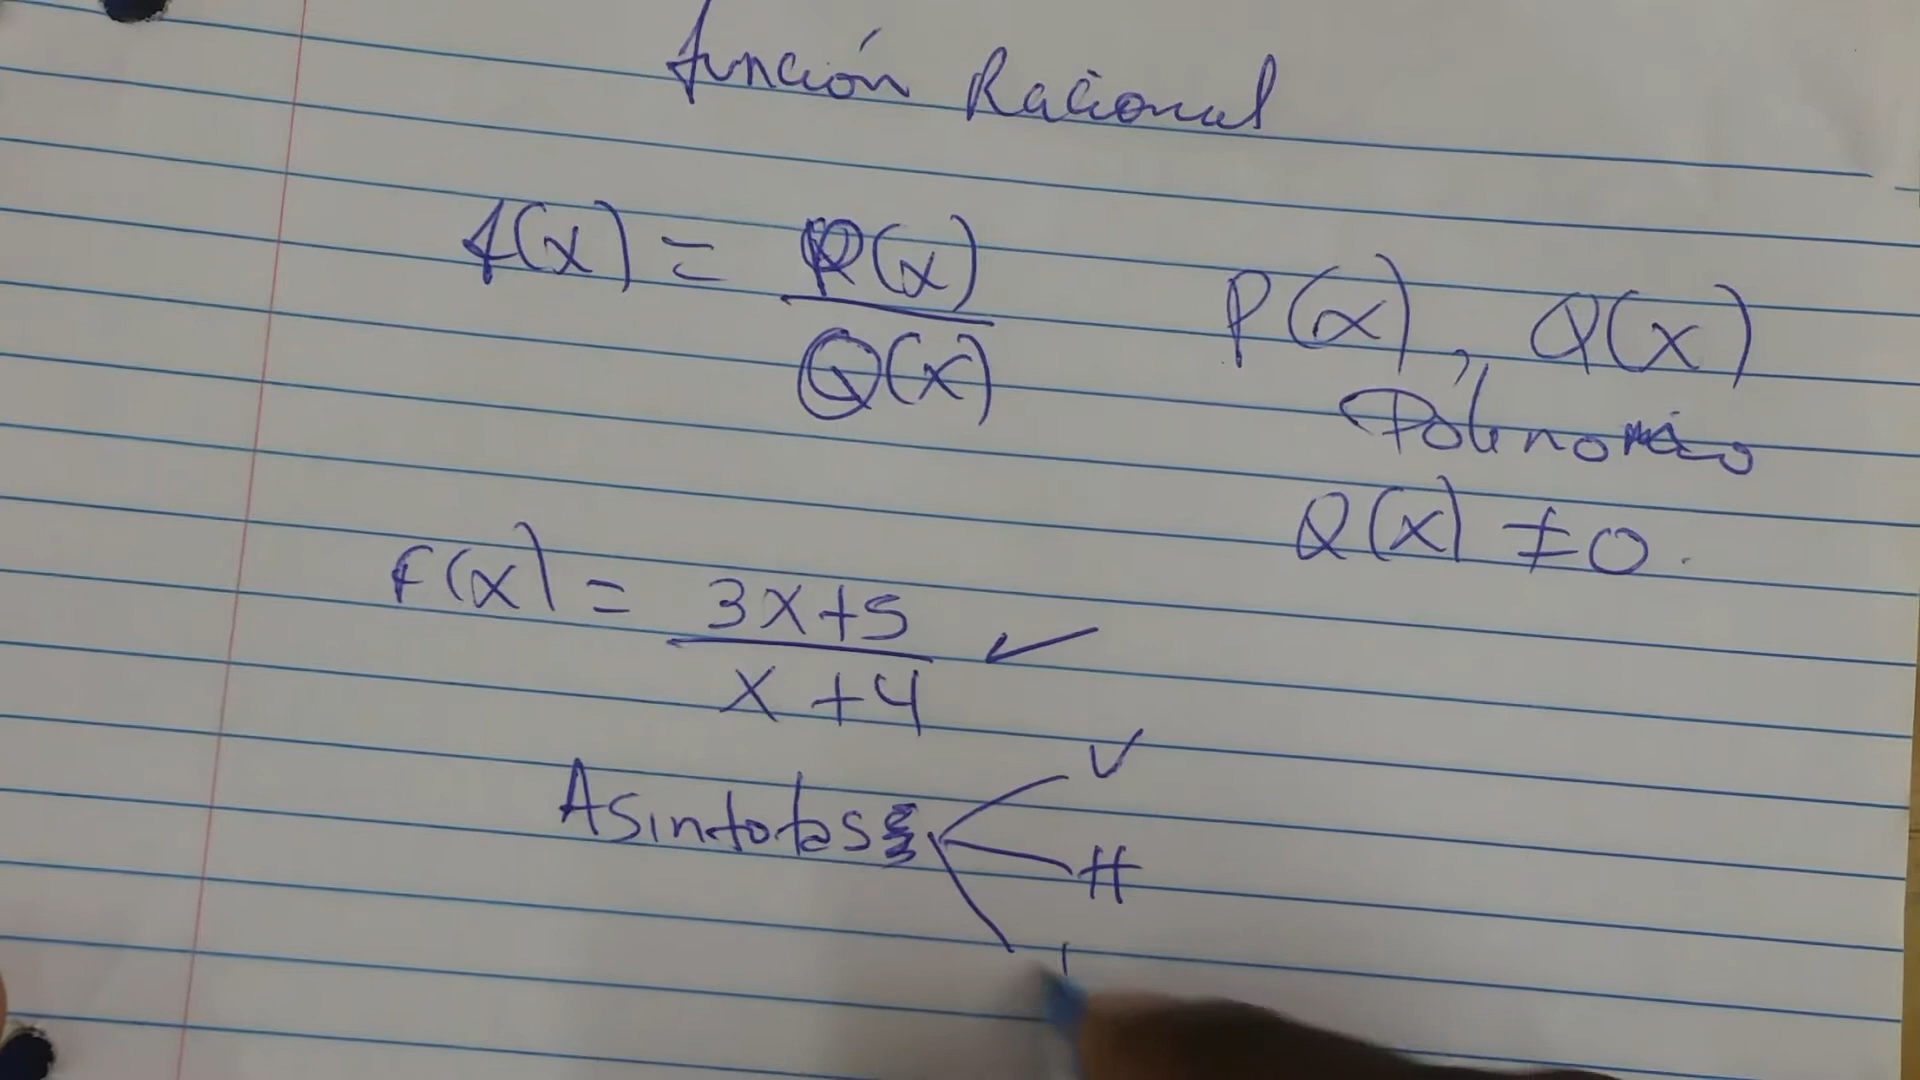 función Racional
f(x) = P(x)/Q(x)
P(x), Q(x)
Polinomio
Q(x) ≠ 0.
F(x) = (3x+5)/(x+4) ✓
Asintotas
V
H